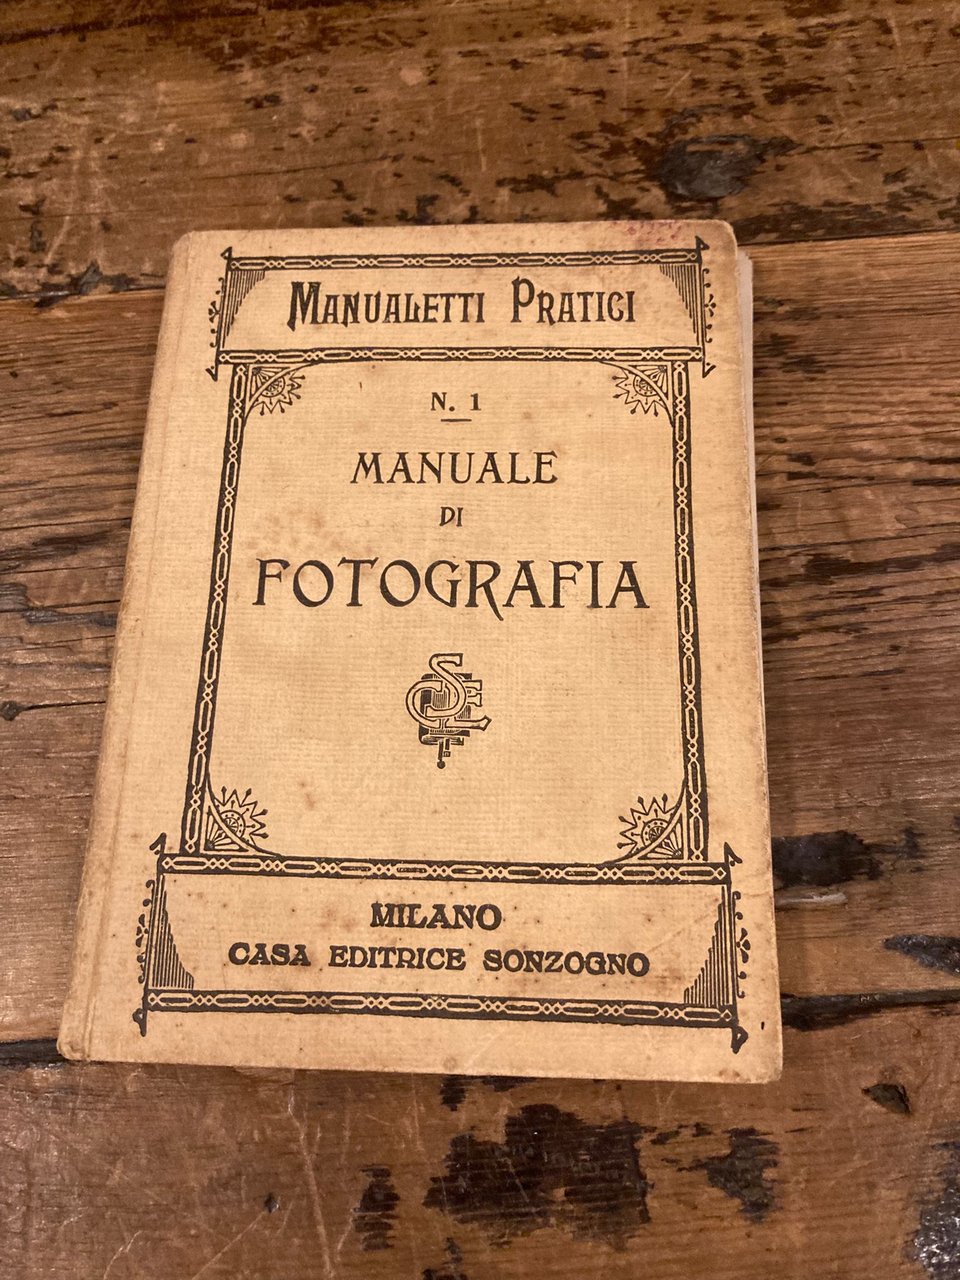 MANUALETTI PRATICI
N. 1
MANUALE
DI
FOTOGRAFIA
MILANO
CASA EDITRICE SONZOGNO